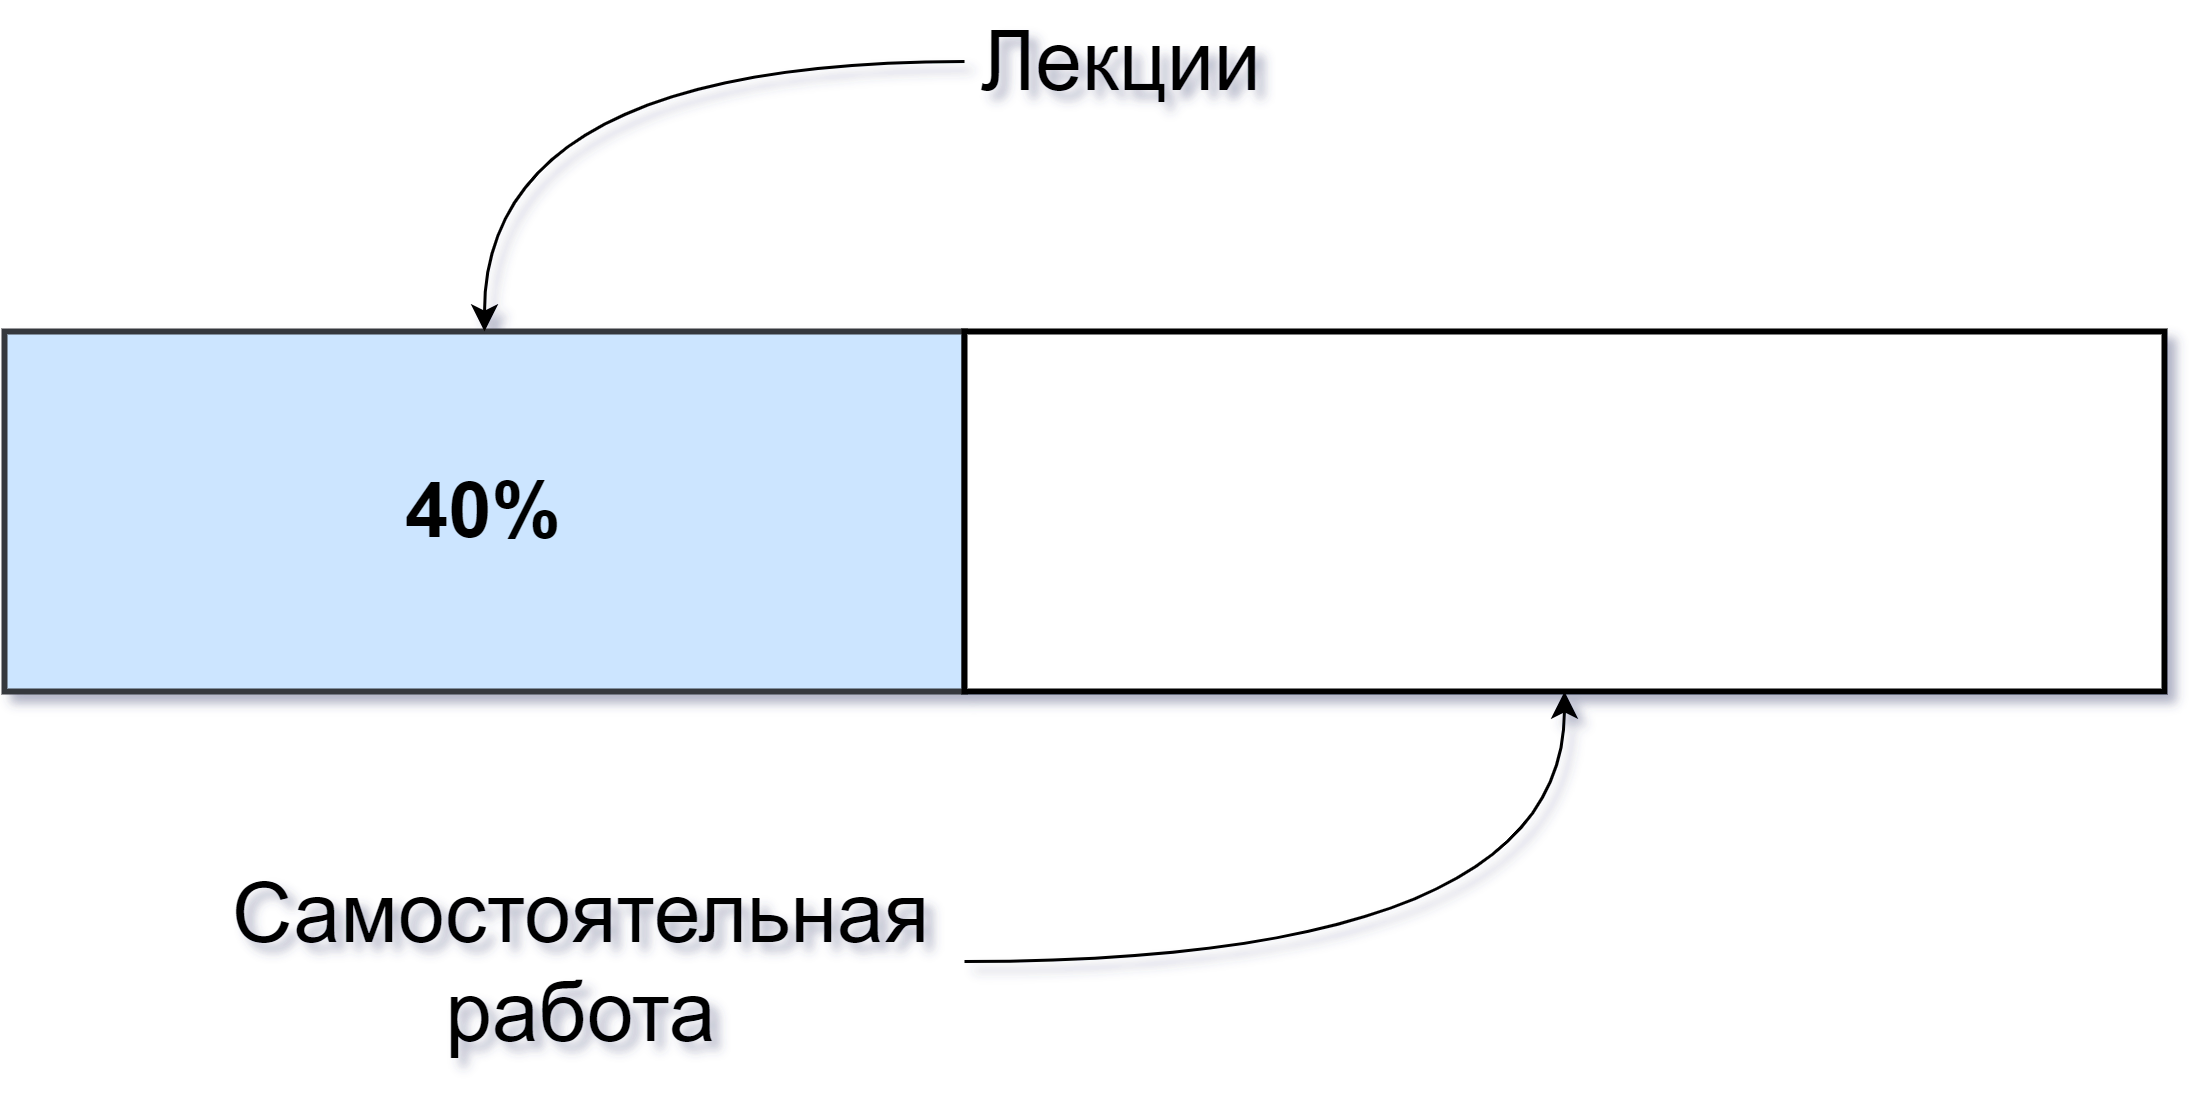 Лекции
40%
Самостоятельная
работа